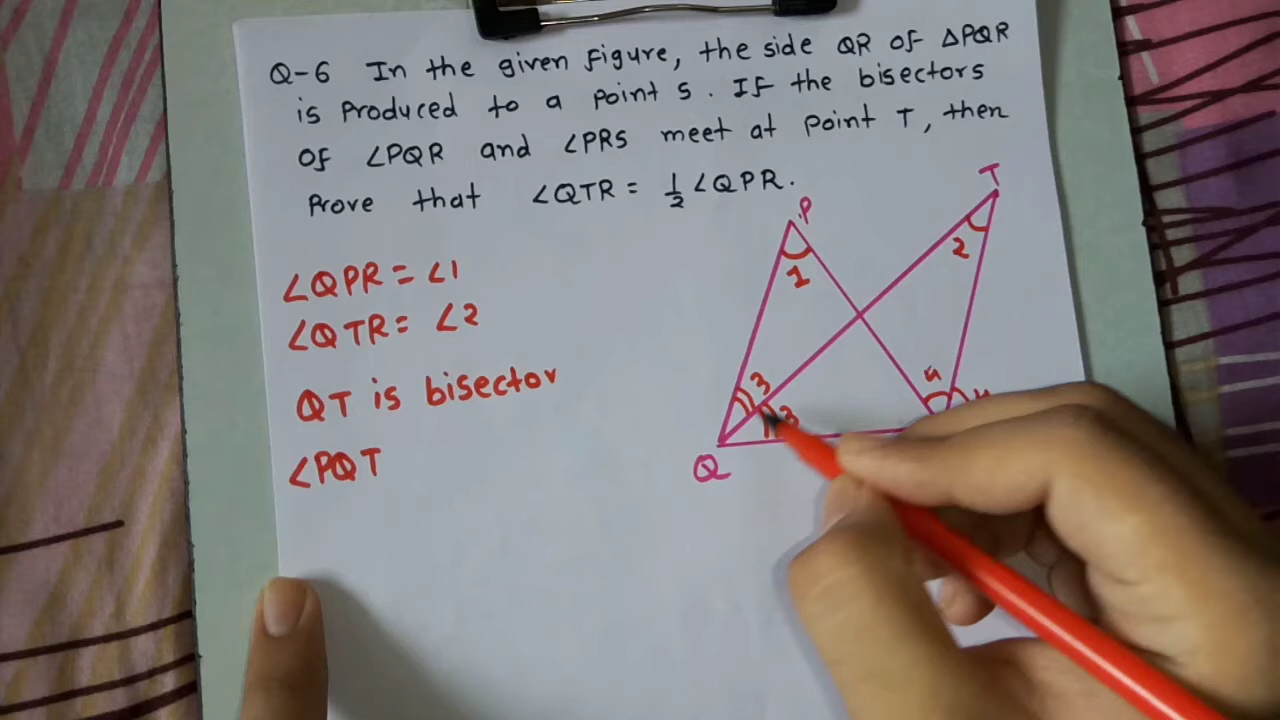 Q-6 In the given figure, the side QR of ΔPQR
is produced to a point S. If the bisectors
of ∠PQR and ∠PRS meet at point T, then
Prove that ∠QTR = 1/2 ∠QPR.
∠QPR = ∠1
∠QTR = ∠2
QT is bisector
∠PQT
T
P
2
1
3
4
3
4
Q